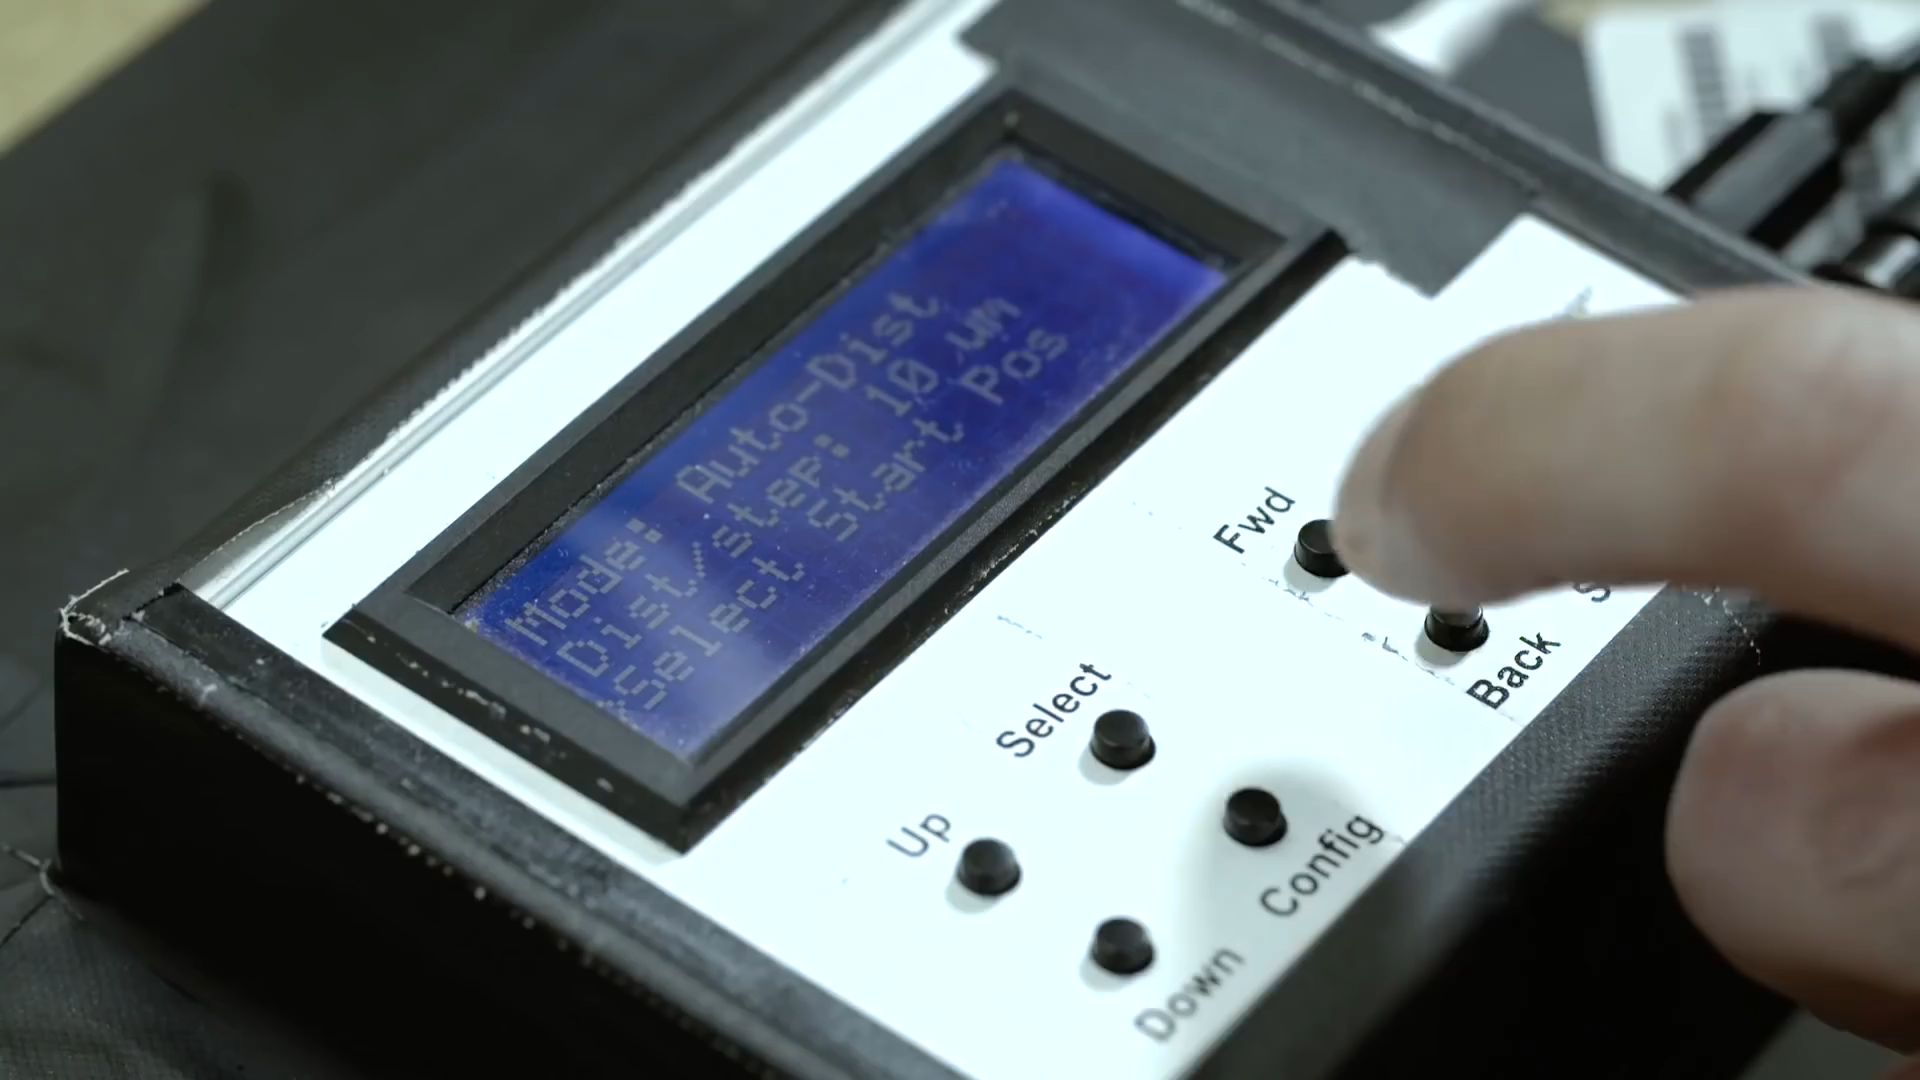 Mode: Auto-Dist
Dist/step: 10 um
Select Start Pos
Fwd
Back
Select
Config
Up
Down